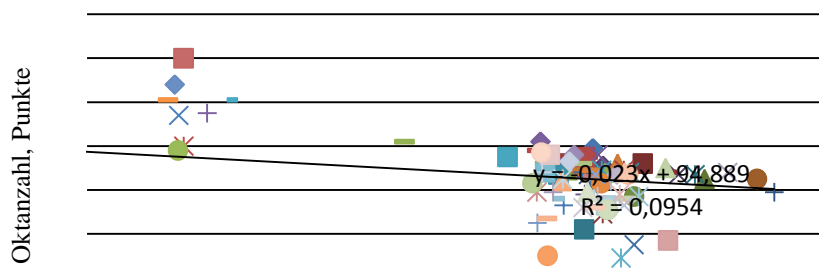 Oktanzahl, Punkte
y = -0,023x + 94,889
R² = 0,0954